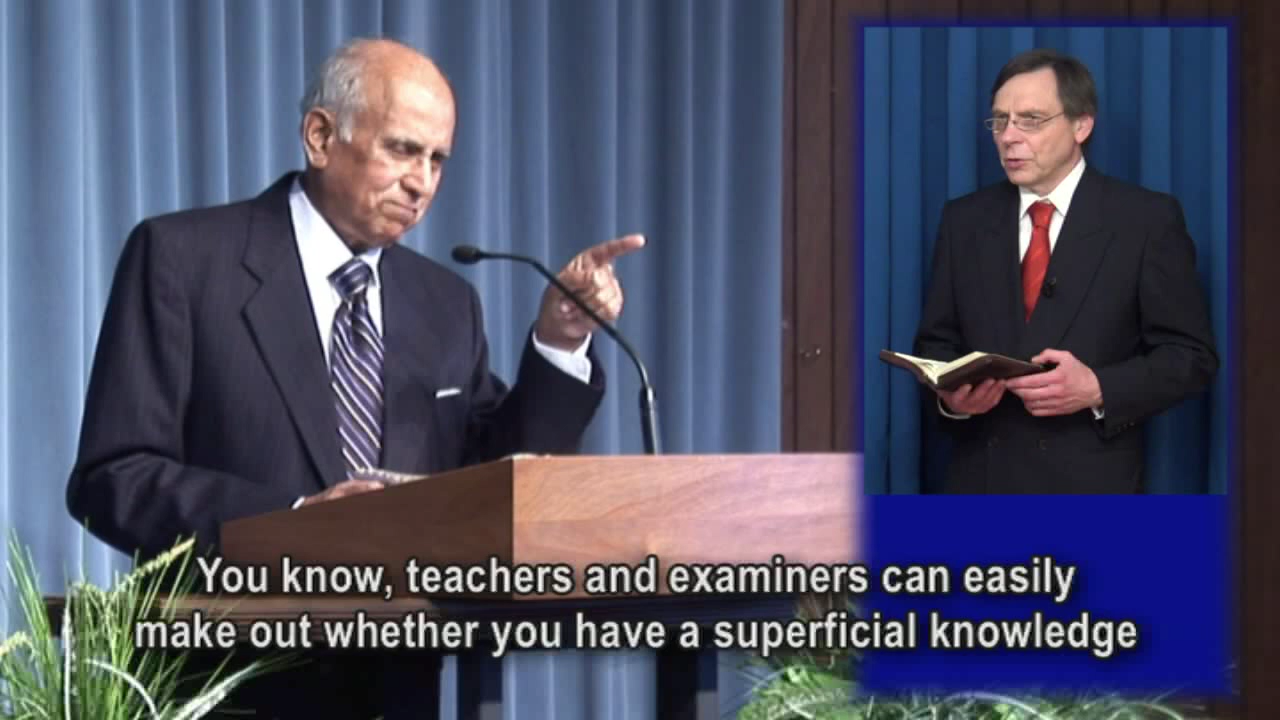 You know, teachers and examiners can easily
make out whether you have a superficial knowledge